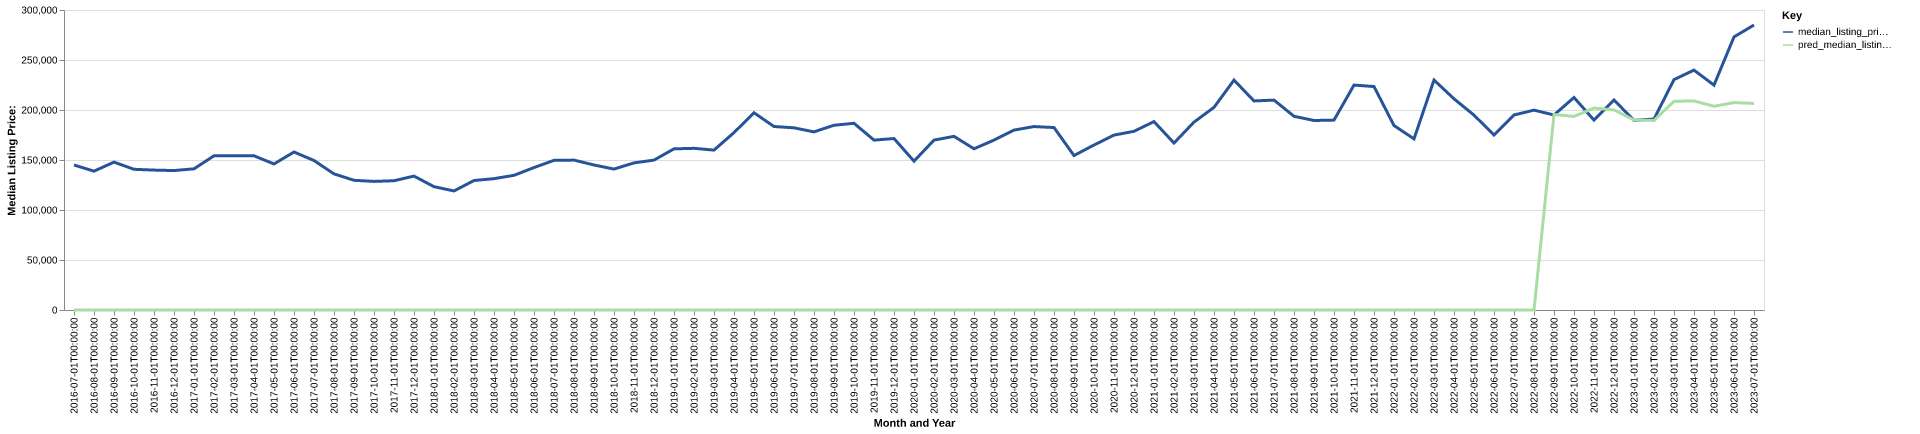 300,000
250,000
200,000
150,000
100,000
50,000
0
Median Listing Price:
2016-07-01T00:00:00
2016-08-01T00:00:00
2016-09-01T00:00:00
2016-10-01T00:00:00
2016-11-01T00:00:00
2016-12-01T00:00:00
2017-01-01T00:00:00
2017-02-01T00:00:00
2017-03-01T00:00:00
2017-04-01T00:00:00
2017-05-01T00:00:00
2017-06-01T00:00:00
2017-07-01T00:00:00
2017-08-01T00:00:00
2017-09-01T00:00:00
2017-10-01T00:00:00
2017-11-01T00:00:00
2017-12-01T00:00:00
2018-01-01T00:00:00
2018-02-01T00:00:00
2018-03-01T00:00:00
2018-04-01T00:00:00
2018-05-01T00:00:00
2018-06-01T00:00:00
2018-07-01T00:00:00
2018-08-01T00:00:00
2018-09-01T00:00:00
2018-10-01T00:00:00
2018-11-01T00:00:00
2018-12-01T00:00:00
2019-01-01T00:00:00
2019-02-01T00:00:00
2019-03-01T00:00:00
2019-04-01T00:00:00
2019-05-01T00:00:00
2019-06-01T00:00:00
2019-07-01T00:00:00
2019-08-01T00:00:00
2019-09-01T00:00:00
2019-10-01T00:00:00
2019-11-01T00:00:00
2019-12-01T00:00:00
2020-01-01T00:00:00
2020-02-01T00:00:00
2020-03-01T00:00:00
2020-04-01T00:00:00
2020-05-01T00:00:00
2020-06-01T00:00:00
2020-07-01T00:00:00
2020-08-01T00:00:00
2020-09-01T00:00:00
2020-10-01T00:00:00
2020-11-01T00:00:00
2020-12-01T00:00:00
2021-01-01T00:00:00
2021-02-01T00:00:00
2021-03-01T00:00:00
2021-04-01T00:00:00
2021-05-01T00:00:00
2021-06-01T00:00:00
2021-07-01T00:00:00
2021-08-01T00:00:00
2021-09-01T00:00:00
2021-10-01T00:00:00
2021-11-01T00:00:00
2021-12-01T00:00:00
2022-01-01T00:00:00
2022-02-01T00:00:00
2022-03-01T00:00:00
2022-04-01T00:00:00
2022-05-01T00:00:00
2022-06-01T00:00:00
2022-07-01T00:00:00
2022-08-01T00:00:00
2022-09-01T00:00:00
2022-10-01T00:00:00
2022-11-01T00:00:00
2022-12-01T00:00:00
2023-01-01T00:00:00
2023-02-01T00:00:00
2023-03-01T00:00:00
2023-04-01T00:00:00
2023-05-01T00:00:00
2023-06-01T00:00:00
2023-07-01T00:00:00
Month and Year
Key
median_listing_pri…
pred_median_listin…